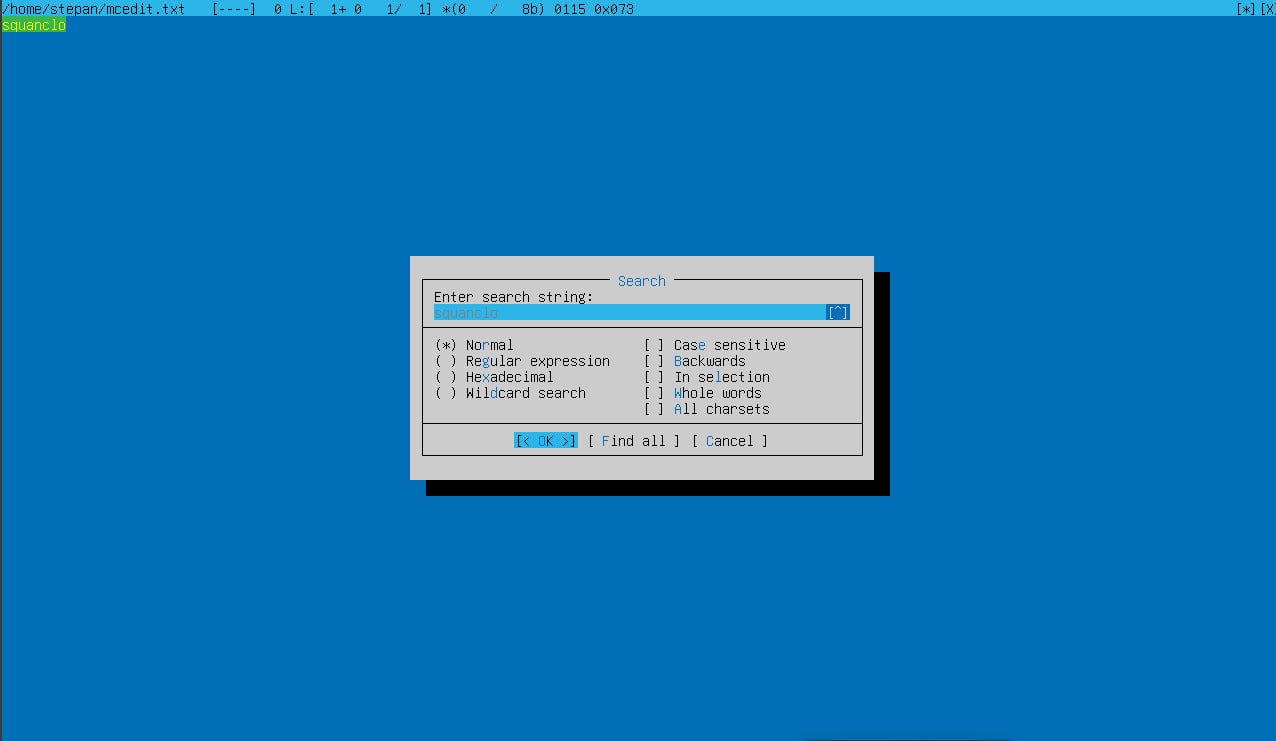 /home/stepan/mcedit.txt   [----]  0 L:[  1+ 0   1/  1] *(0   /   8b) 0115 0x073 [*][X]
squanclo
Search
Enter search string:
squanclo [^]
(*) Normal [ ] Case sensitive
( ) Regular expression [ ] Backwards
( ) Hexadecimal [ ] In selection
( ) Wildcard search [ ] Whole words
[ ] All charsets
[< OK >] [ Find all ] [ Cancel ]